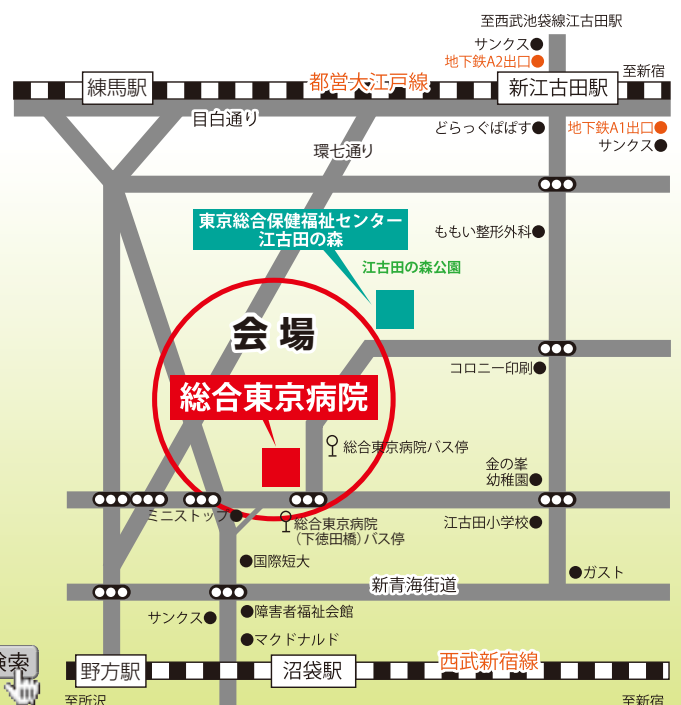 至西武池袋線江古田駅
サンクス
地下鉄A2出口
都営大江戸線
至新宿
練馬駅
新江古田駅
目白通り
どらっぐぱぱす
地下鉄A1出口
サンクス
環七通り
東京総合保健福祉センター
江古田の森
ももい整形外科
江古田の森公園
会場
コロニー印刷
総合東京病院
総合東京病院バス停
金の峯
幼稚園
ミニストップ
総合東京病院
(下徳田橋)バス停
江古田小学校
国際短大
ガスト
新青海街道
サンクス
障害者福祉会館
マクドナルド
検索
野方駅
沼袋駅
西武新宿線
至所沢
至新宿